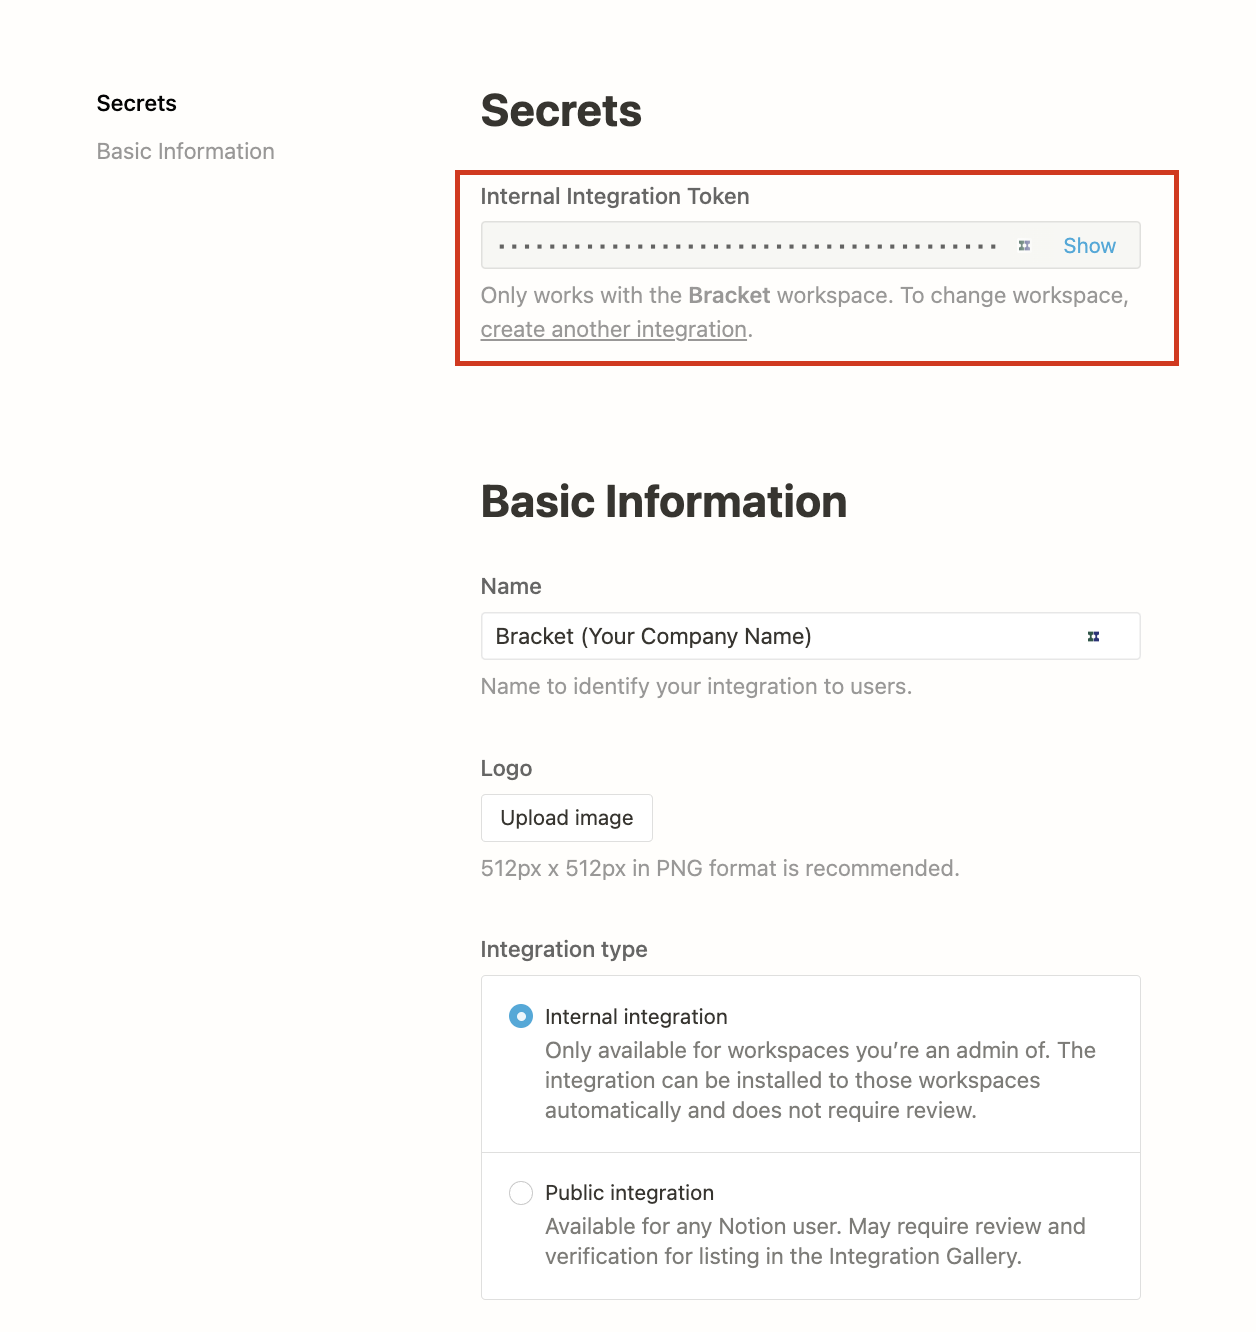 Secrets
Basic Information
Secrets
Internal Integration Token
Show
Only works with the Bracket workspace. To change workspace,
create another integration.
Basic Information
Name
Bracket (Your Company Name)
Name to identify your integration to users.
Logo
Upload image
512px x 512px in PNG format is recommended.
Integration type
Internal integration
Only available for workspaces you’re an admin of. The
integration can be installed to those workspaces
automatically and does not require review.
Public integration
Available for any Notion user. May require review and
verification for listing in the Integration Gallery.